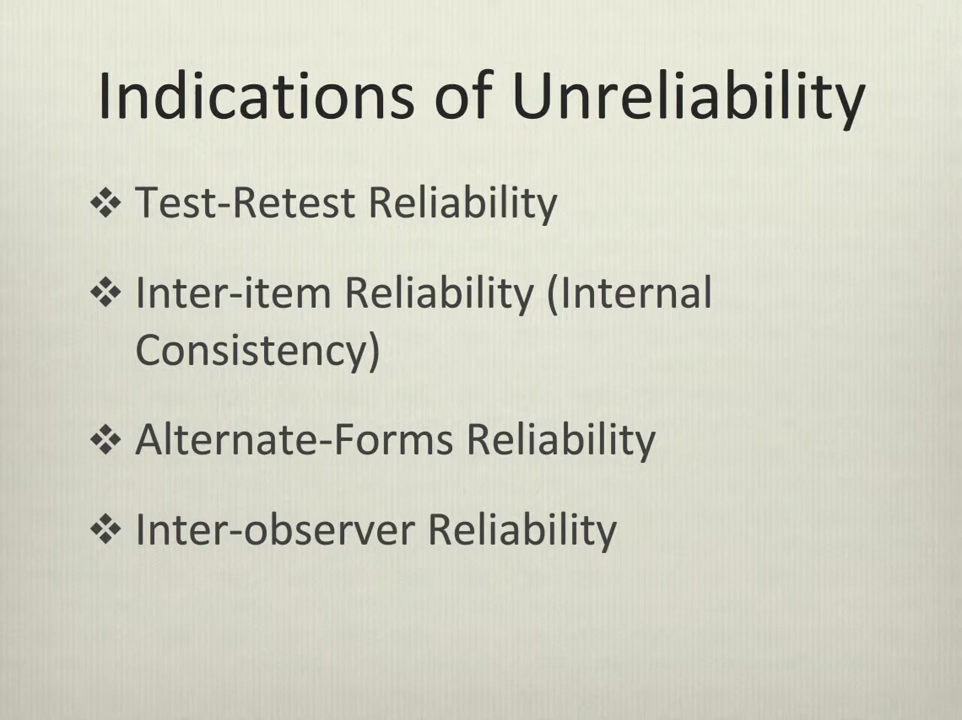 Indications of Unreliability
❖ Test-Retest Reliability
❖ Inter-item Reliability (Internal
Consistency)
❖ Alternate-Forms Reliability
❖ Inter-observer Reliability